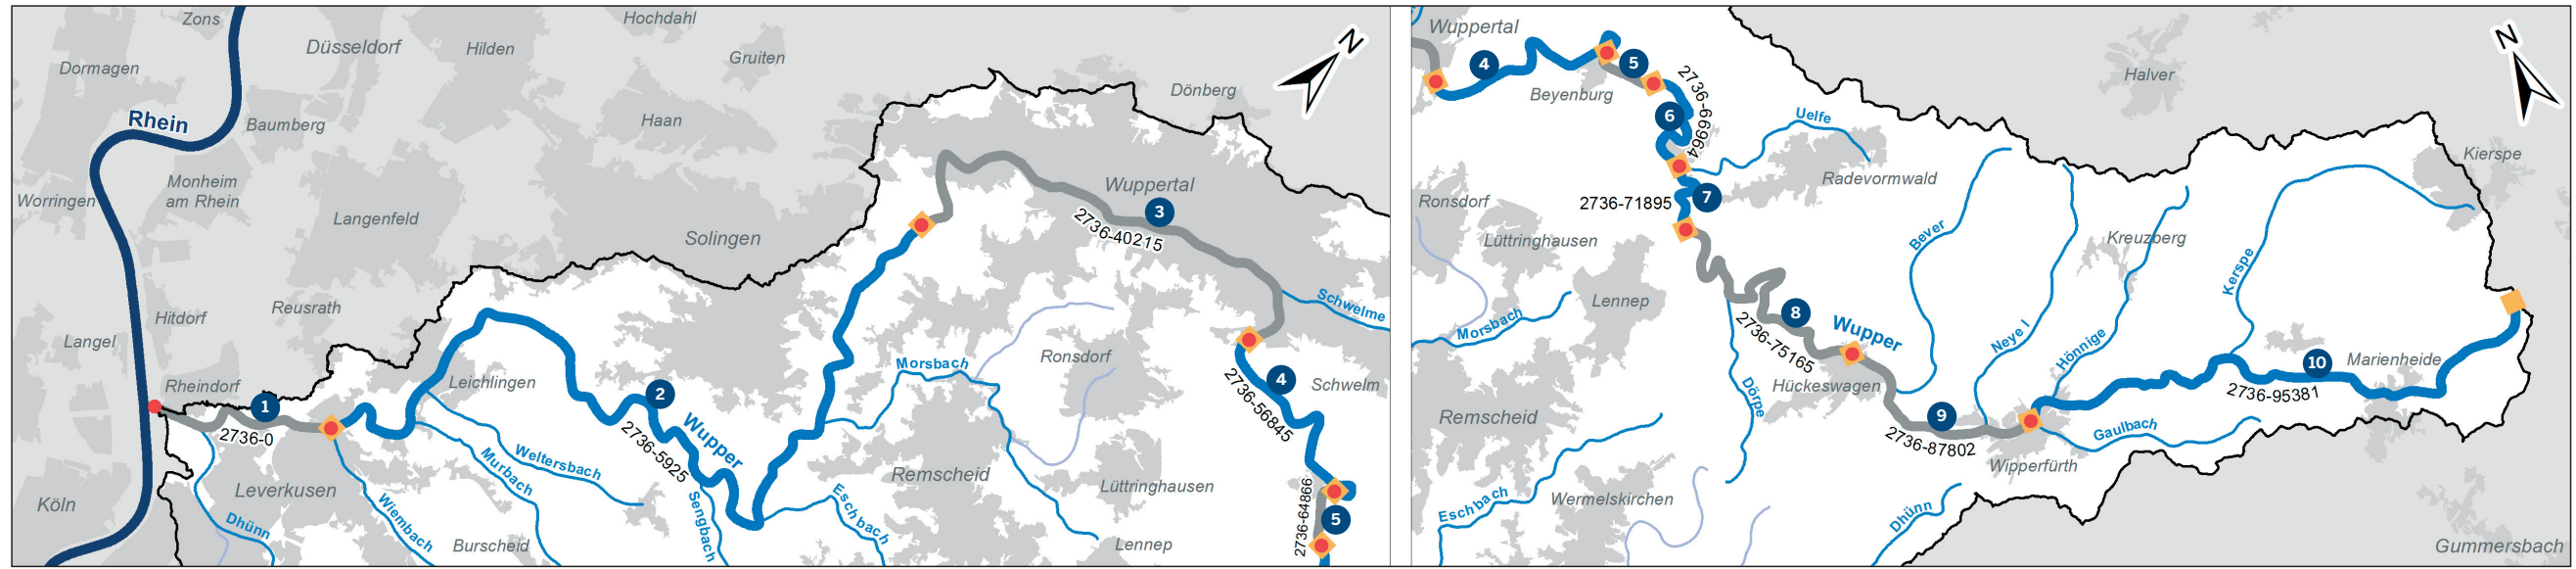 Zons
Düsseldorf
Hochdahl
Hilden
Gruiten
Dormagen
Dönberg
N
Rhein
Baumberg
Haan
Monheim
am Rhein
Worringen
Langenfeld
Wuppertal
3
2736-40215
Solingen
Reusrath
Hitdorf
Langel
Schwelme
Rheindorf
1
2736-0
Leichlingen
2
Wupper
2736-5925
Morsbach
Ronsdorf
4
2736-56845
Schwelm
Köln
Leverkusen
Dhünn
Wiembach
Murbach
Weltersbach
Burscheid
Sengbach
Eschbach
Remscheid
Lüttringhausen
Lennep
2736-64866
5
Wuppertal
4
5
Beyenburg
2736-66964
6
Uelfe
Halver
N
Kierspe
Radevormwald
7
2736-71895
Ronsdorf
Lüttringhausen
Lennep
Morsbach
Bever
Kreuzberg
Kerspe
8
Wupper
2736-75165
Neye I
Hönnige
Hückeswagen
Dörpe
10
Marienheide
2736-95381
Remscheid
9
2736-87802
Gaulbach
Wipperfürth
Eschbach
Wermelskirchen
Dhünn
Gummersbach